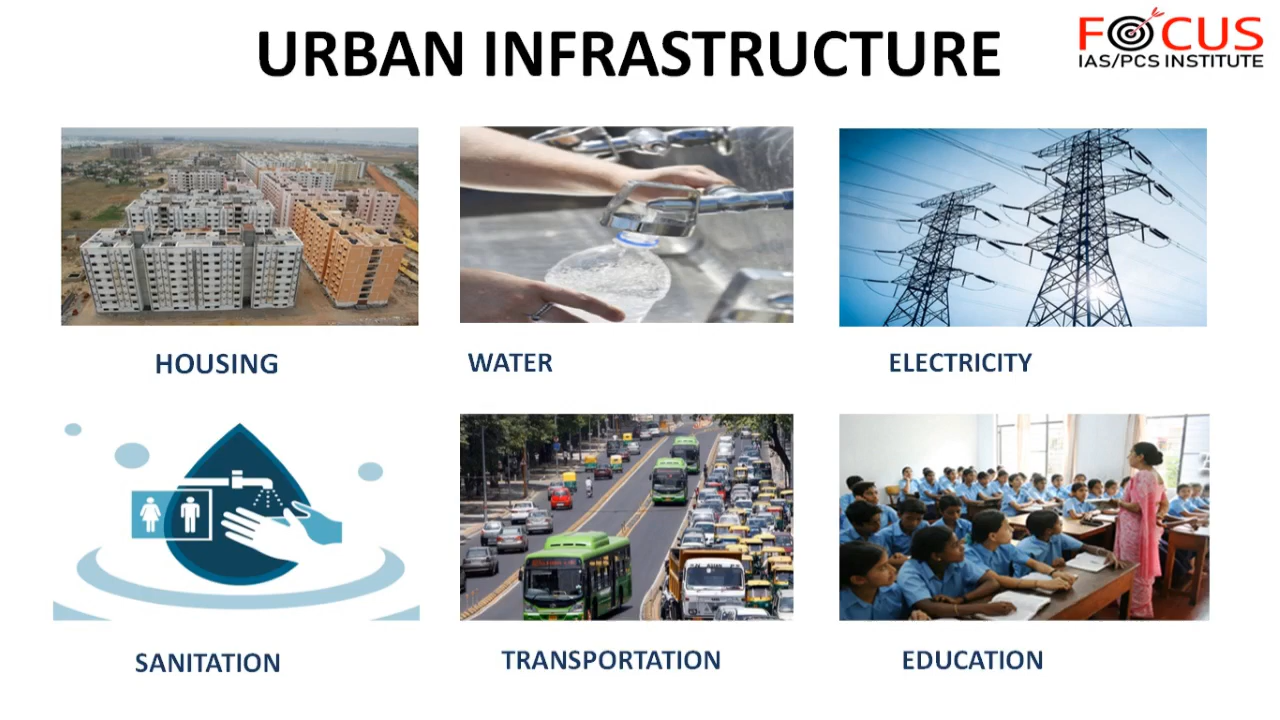 URBAN INFRASTRUCTURE
FOCUS
IAS/PCS INSTITUTE
HOUSING
WATER
ELECTRICITY
SANITATION
TRANSPORTATION
EDUCATION